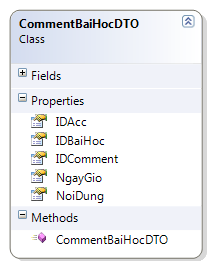 CommentBaiHocDTO
Class
Fields
Properties
IDAcc
IDBaiHoc
IDComment
NgayGio
NoiDung
Methods
CommentBaiHocDTO